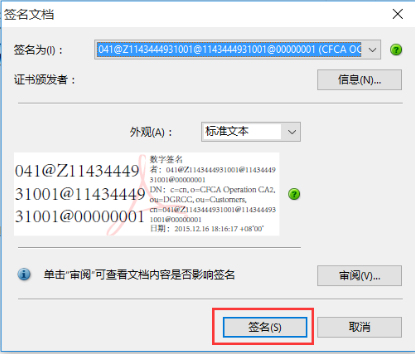 签名文档
签名为(I):
041@Z1143444931001@1143444931001@00000001 (CFCA OC
证书颁发者:
信息(N)...
外观(A):
标准文本
041@Z11434449
31001@11434449
31001@00000001
数字签名
者：041@Z1143444931001@114344449
31001@00000001
DN: c=cn, o=CFCA Operation CA2,
ou=DGRCC, ou=Customers,
cn=041@Z1143444931001@114344493
1001@00000001
日期：2015.12.16 18:16:17 +08'00'
单击“审阅”可查看文档内容是否影响签名
审阅(V)...
签名(S)
取消